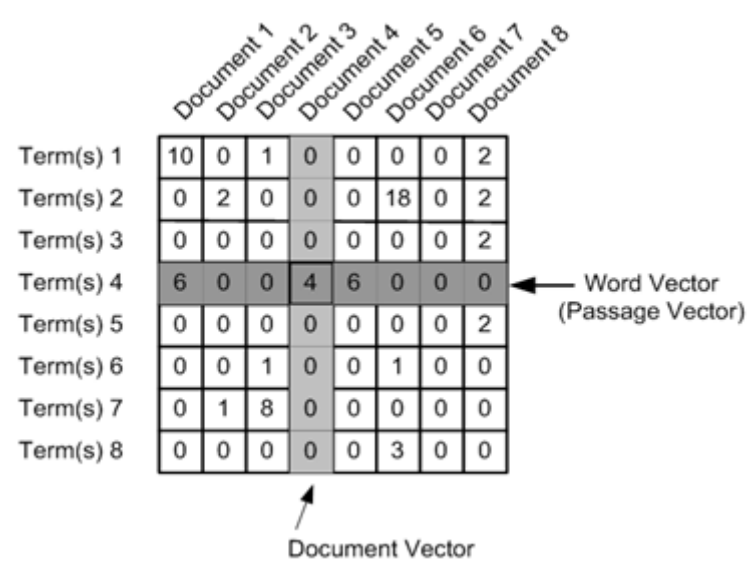 Document 1
Document 2
Document 3
Document 4
Document 5
Document 6
Document 7
Document 8
Term(s) 1 10 0 1 0 0 0 0 2
Term(s) 2 0 2 0 0 0 18 0 2
Term(s) 3 0 0 0 0 0 0 0 2
Term(s) 4 6 0 0 4 6 0 0 0
Word Vector
(Passage Vector)
Term(s) 5 0 0 0 0 0 0 0 2
Term(s) 6 0 0 1 0 0 1 0 0
Term(s) 7 0 1 8 0 0 0 0 0
Term(s) 8 0 0 0 0 0 3 0 0
Document Vector